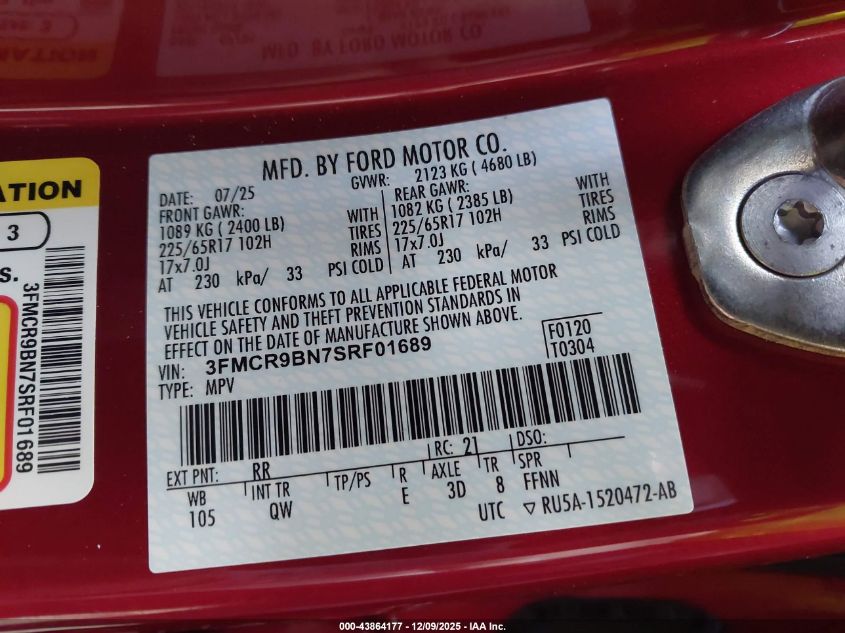 MFD. BY FORD MOTOR CO
ATION
3
S.
3FMCR9BN7SRF01689
MFD. BY FORD MOTOR CO.
DATE: 07/25 GVWR: 2123 KG ( 4680 LB)
FRONT GAWR: WITH REAR GAWR: WITH
1089 KG ( 2400 LB) TIRES 1082 KG ( 2385 LB) TIRES
225/65R17 102H RIMS 225/65R17 102H RIMS
17x7.0J 17x7.0J
AT 230 kPa/ 33 PSI COLD AT 230 kPa/ 33 PSI COLD
THIS VEHICLE CONFORMS TO ALL APPLICABLE FEDERAL MOTOR
VEHICLE SAFETY AND THEFT PREVENTION STANDARDS IN
EFFECT ON THE DATE OF MANUFACTURE SHOWN ABOVE.
VIN: 3FMCR9BN7SRF01689 F0120
TYPE: MPV T0304
EXT PNT: RR RC: 21 DSO:
WB INT TR TP/PS R AXLE TR SPR
105 QW E 3D 8 FFNN
UTC ▽ RU5A-1520472-AB
000-43864177 — 12/09/2025 - IAA Inc.